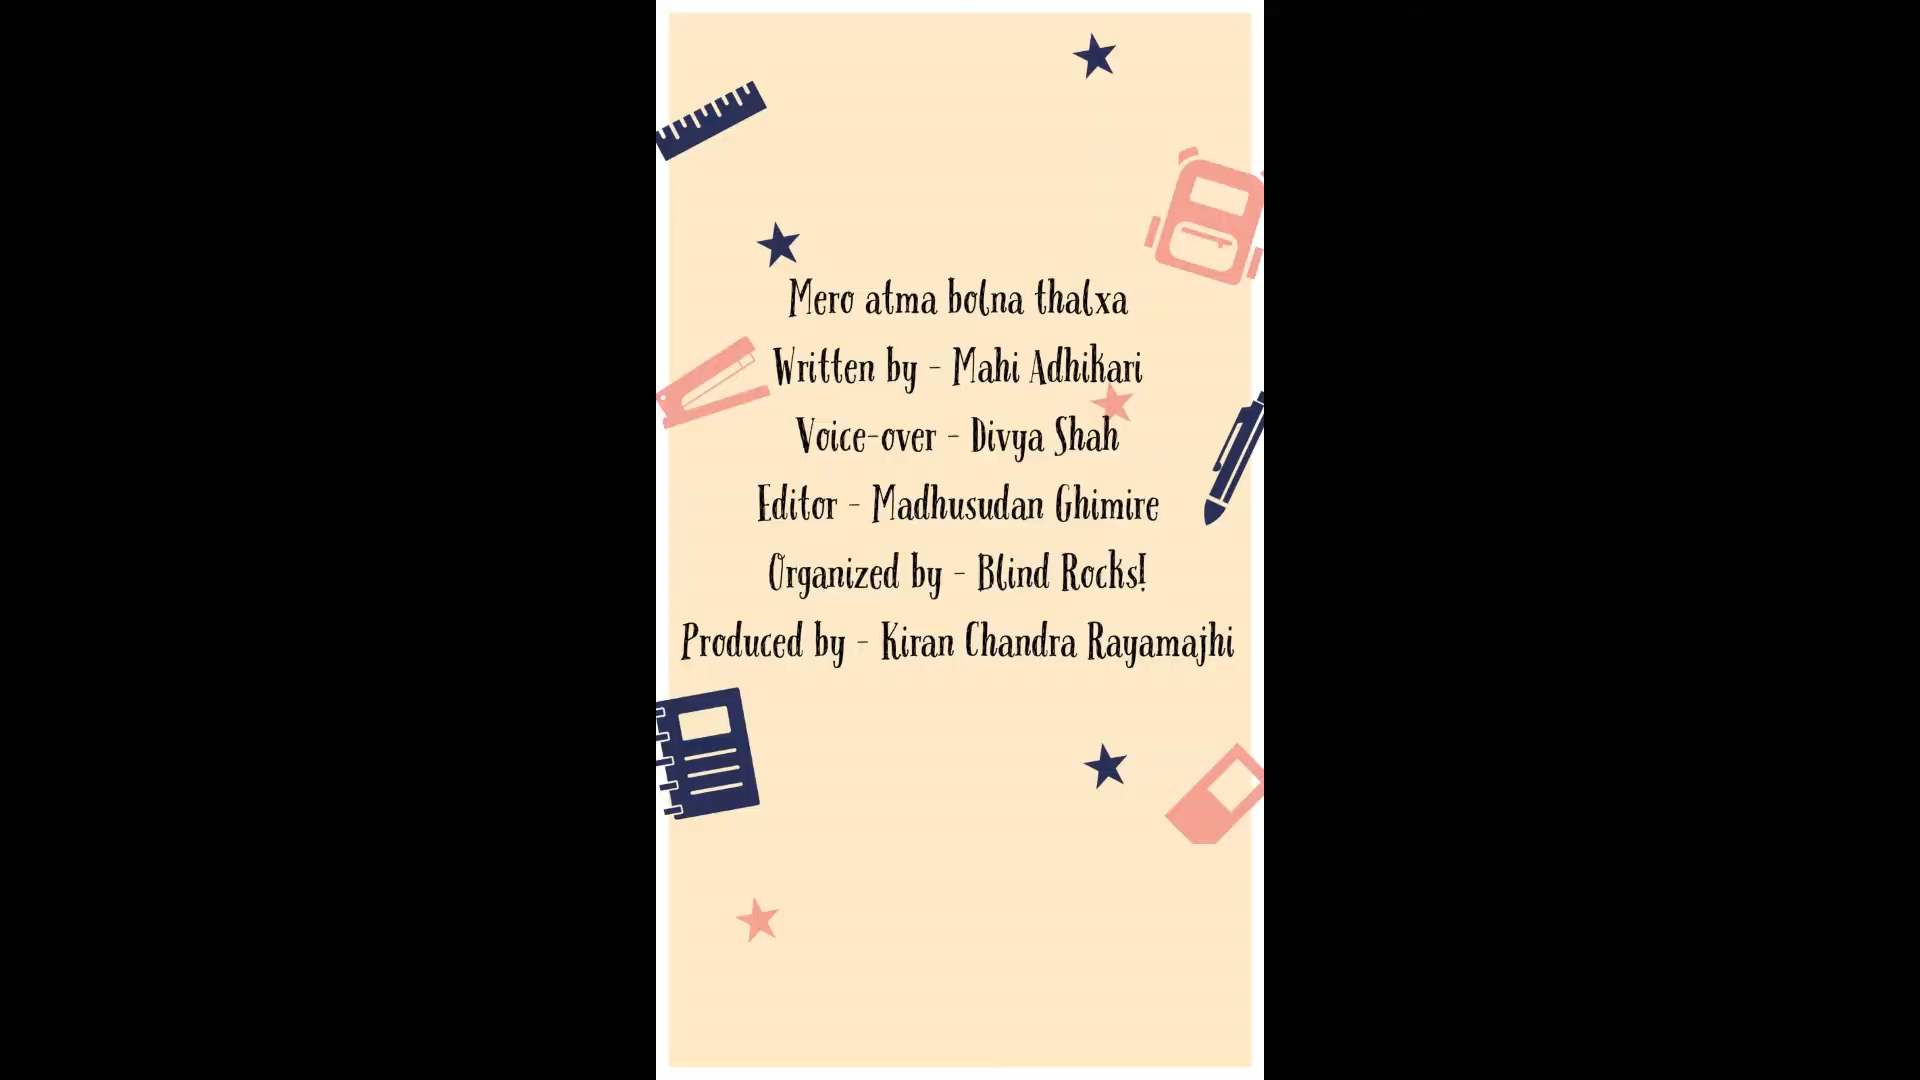 Mero atma bolna thalxa
Written by - Mahi Adhikari
Voice-over - Divya Shah
Editor - Madhusudan Ghimire
Organized by - Blind Rocks!
Produced by - Kiran Chandra Rayamajhi